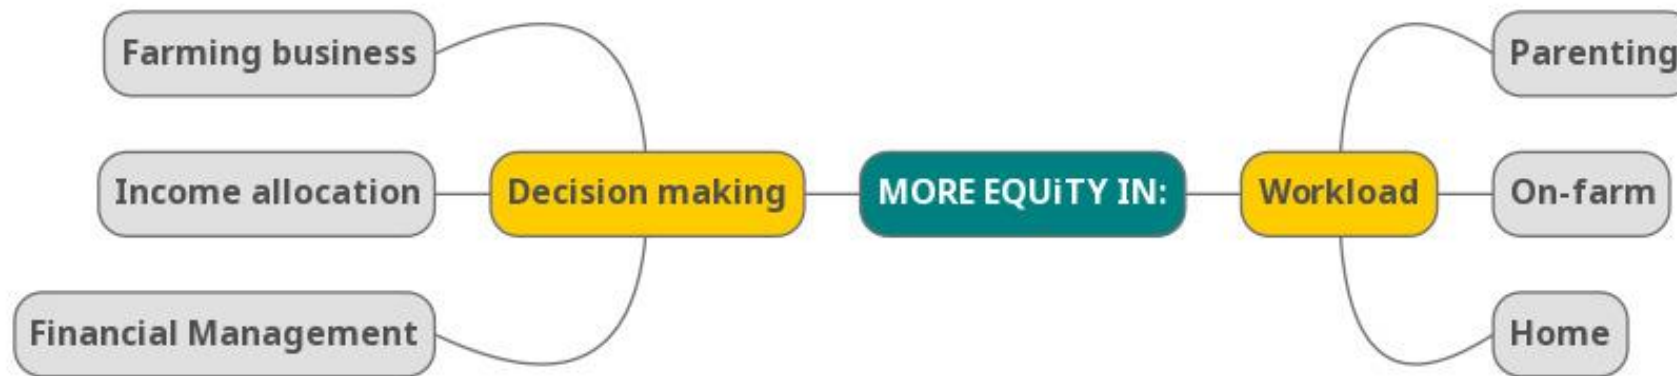 Farming business
Income allocation
Financial Management
Decision making
MORE EQUiTY IN:
Workload
Parenting
On-farm
Home